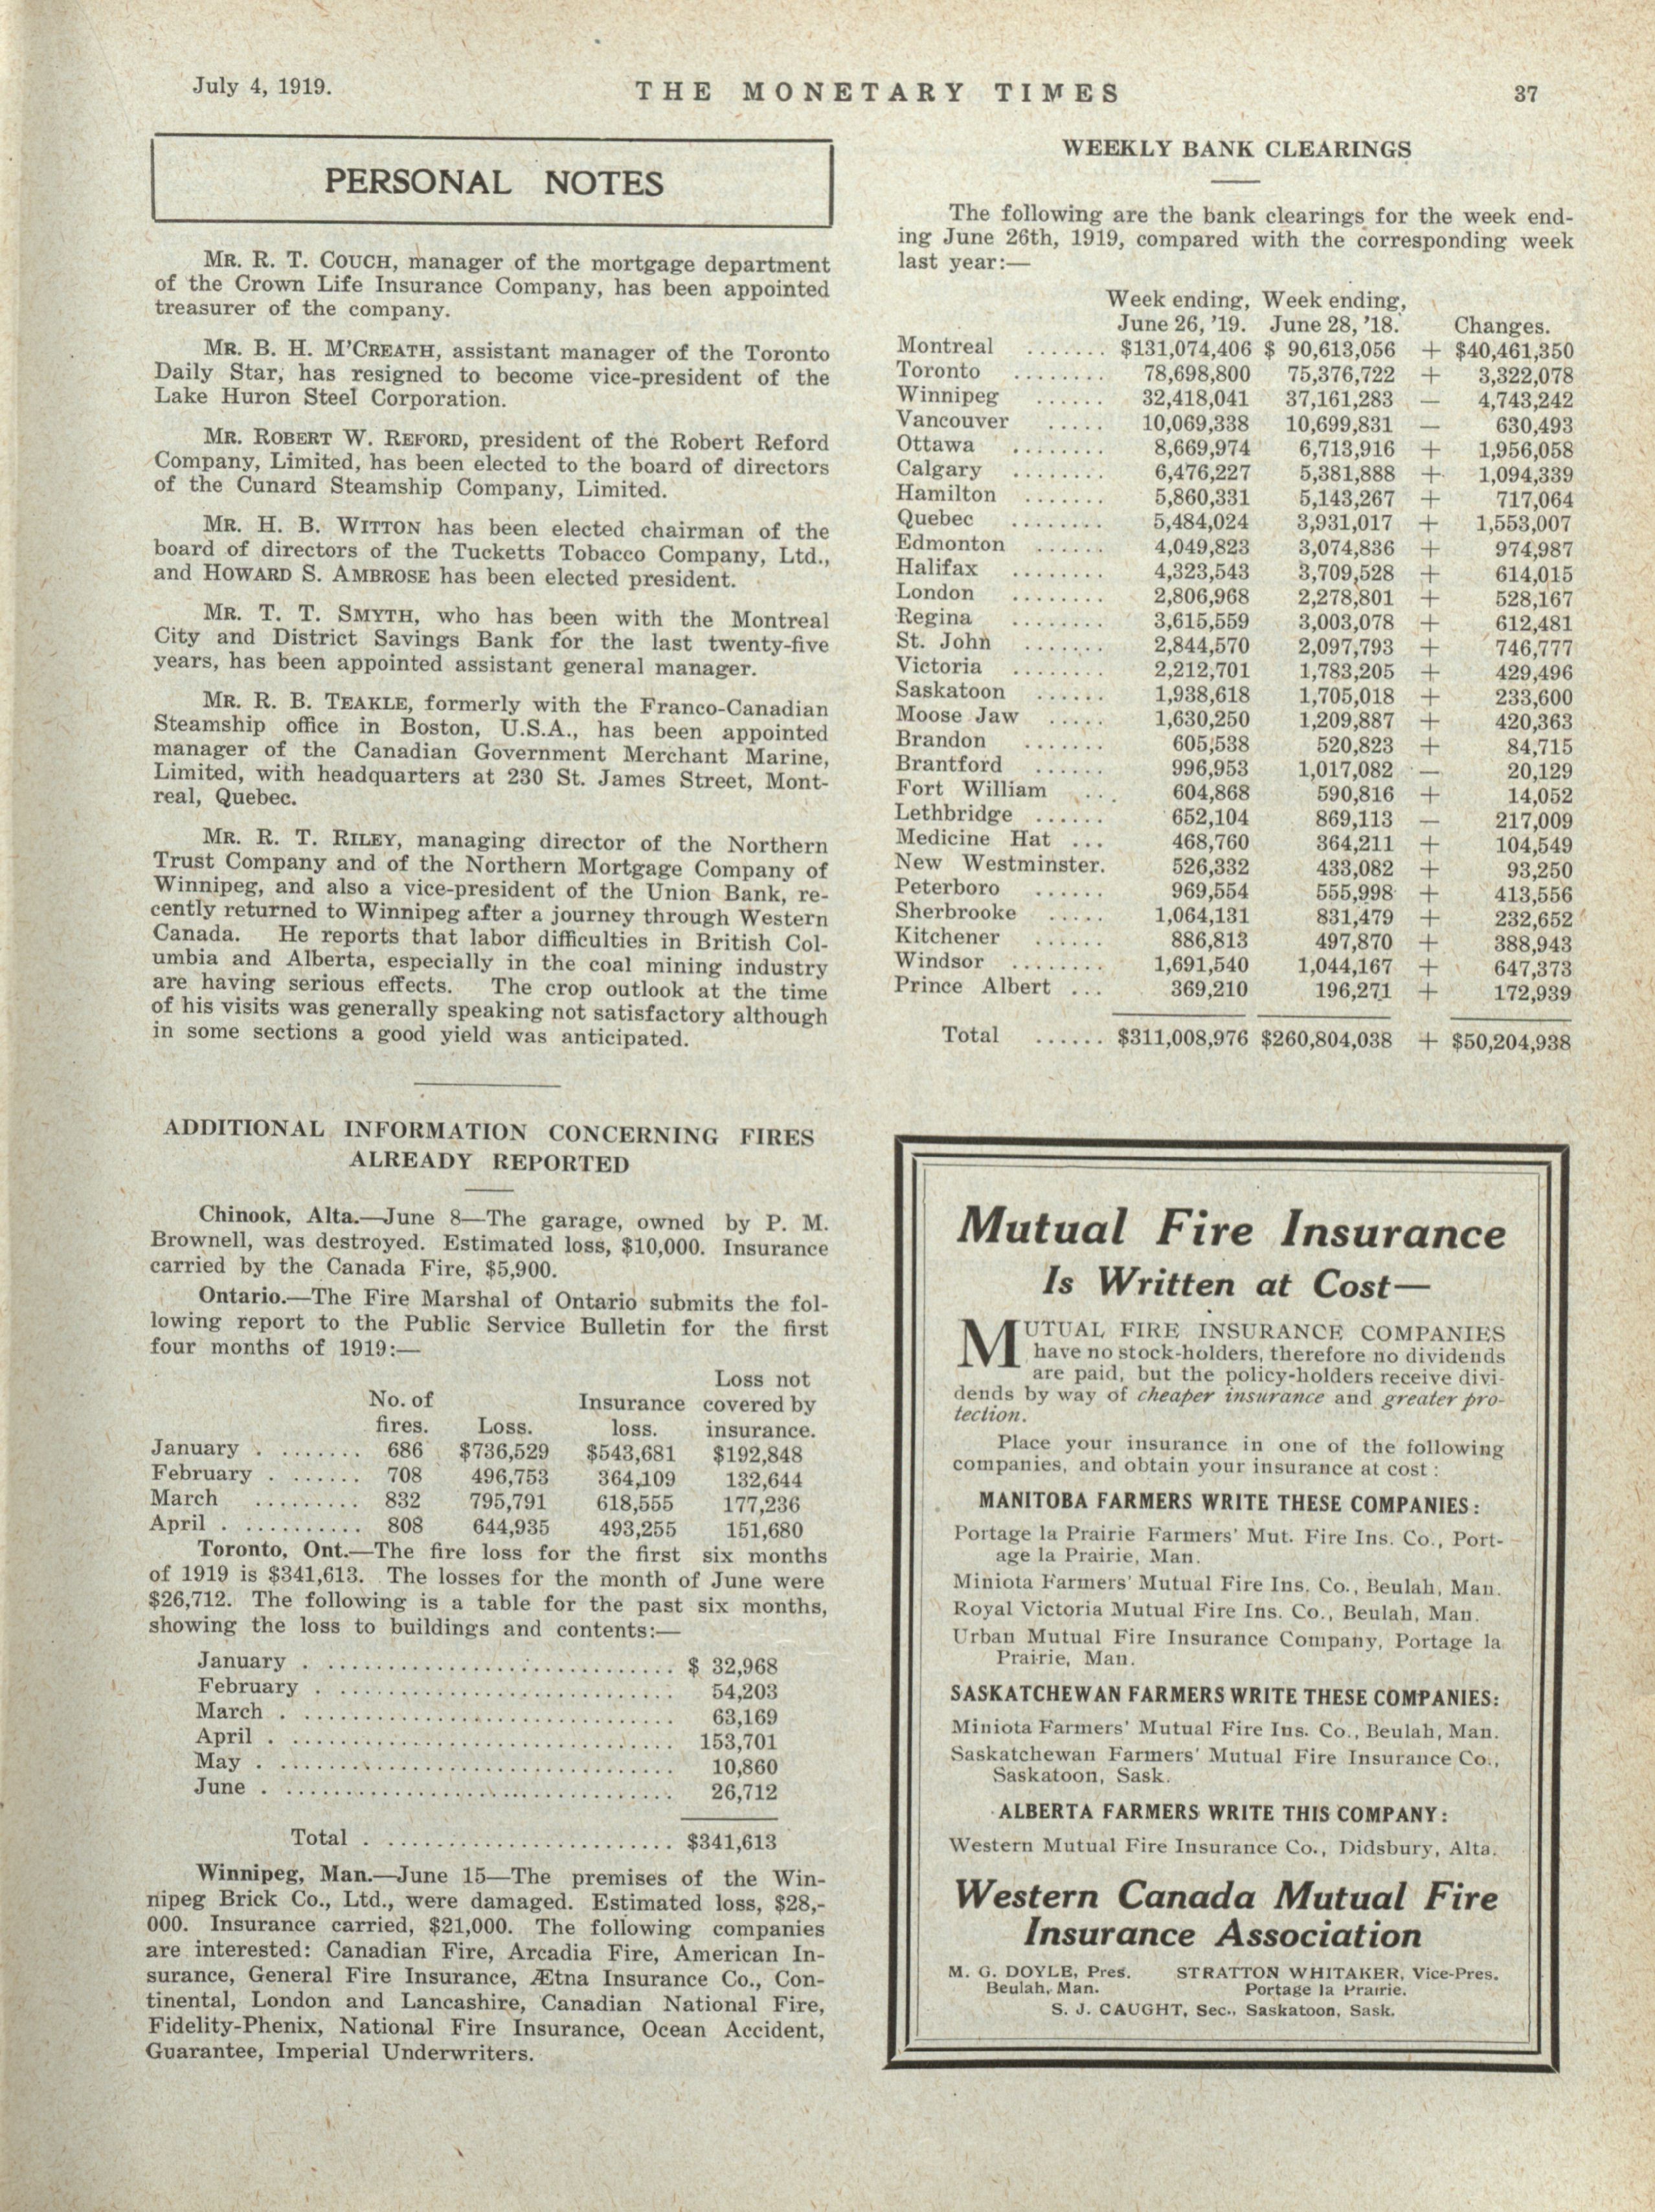 July 4, 1919.
THE MONETARY TIMES
37
PERSONAL NOTES
MR. R. T. COUCH, manager of the mortgage department
of the Crown Life Insurance Company, has been appointed
treasurer of the company.
MR. B. H. M'CREATH, assistant manager of the Toronto
Daily Star, has resigned to become vice-president of the
Lake Huron Steel Corporation.
MR. ROBERT W. REFORD, president of the Robert Reford
Company, Limited, has been elected to the board of directors
of the Cunard Steamship Company, Limited.
MR. H. B. WITTON has been elected chairman of the
board of directors of the Tucketts Tobacco Company, Ltd.,
and HOWARD S. AMBROSE has been elected president.
MR. T. T. SMYTH, who has been with the Montreal
City and District Savings Bank for the last twenty-five
years, has been appointed assistant general manager.
MR. R. B. TEAKLE, formerly with the Franco-Canadian
Steamship office in Boston, U.S.A., has been appointed
manager of the Canadian Government Merchant Marine,
Limited, with headquarters at 230 St. James Street, Mont-
real, Quebec.
MR. R. T. RILEY, managing director of the Northern
Trust Company and of the Northern Mortgage Company of
Winnipeg, and also a vice-president of the Union Bank, re-
cently returned to Winnipeg after a journey through Western
Canada. He reports that labor difficulties in British Col-
umbia and Alberta, especially in the coal mining industry
are having serious effects. The crop outlook at the time
of his visits was generally speaking not satisfactory although
in some sections a good yield was anticipated.
ADDITIONAL INFORMATION CONCERNING FIRES
ALREADY REPORTED
Chinook, Alta.—June 8—The garage, owned by P. M.
Brownell, was destroyed. Estimated loss, $10,000. Insurance
carried by the Canada Fire, $5,900.
Ontario.—The Fire Marshal of Ontario submits the fol-
lowing report to the Public Service Bulletin for the first
four months of 1919:—
Loss not
No. of Insurance covered by
fires. Loss. loss. insurance.
January . ....... 686 $736,529 $543,681 $192,848
February . ...... 708 496,753 364,109 132,644
March ......... 832 795,791 618,555 177,236
April . .......... 808 644,935 493,255 151,680
Toronto, Ont.—The fire loss for the first six months
of 1919 is $341,613. The losses for the month of June were
$26,712. The following is a table for the past six months,
showing the loss to buildings and contents:—
January . .............................. $ 32,968
February . ............................. 54,203
March . ................................ 63,169
April . ................................. 153,701
May . .................................. 10,860
June . ................................. 26,712
Total . ......................... $341,613
Winnipeg, Man.—June 15—The premises of the Win-
nipeg Brick Co., Ltd., were damaged. Estimated loss, $28,-
000. Insurance carried, $21,000. The following companies
are interested: Canadian Fire, Arcadia Fire, American In-
surance, General Fire Insurance, Ætna Insurance Co., Con-
tinental, London and Lancashire, Canadian National Fire,
Fidelity-Phenix, National Fire Insurance, Ocean Accident,
Guarantee, Imperial Underwriters.
WEEKLY BANK CLEARINGS
The following are the bank clearings for the week end-
ing June 26th, 1919, compared with the corresponding week
last year:—
Week ending, Week ending,
June 26, '19. June 28, '18. Changes.
Montreal ....... $131,074,406 $ 90,613,056 + $40,461,350
Toronto ........ 78,698,800 75,376,722 + 3,322,078
Winnipeg ...... 32,418,041 37,161,283 — 4,743,242
Vancouver ..... 10,069,338 10,699,831 — 630,493
Ottawa ........ 8,669,974 6,713,916 + 1,956,058
Calgary ........ 6,476,227 5,381,888 + 1,094,339
Hamilton ....... 5,860,331 5,143,267 + 717,064
Quebec ........ 5,484,024 3,931,017 + 1,553,007
Edmonton ...... 4,049,823 3,074,836 + 974,987
Halifax ........ 4,323,543 3,709,528 + 614,015
London ........ 2,806,968 2,278,801 + 528,167
Regina ........ 3,615,559 3,003,078 + 612,481
St. John ....... 2,844,570 2,097,793 + 746,777
Victoria ........ 2,212,701 1,783,205 + 429,496
Saskatoon ...... 1,938,618 1,705,018 + 233,600
Moose Jaw ..... 1,630,250 1,209,887 + 420,363
Brandon ....... 605,538 520,823 + 84,715
Brantford ...... 996,953 1,017,082 — 20,129
Fort William ... 604,868 590,816 + 14,052
Lethbridge ...... 652,104 869,113 — 217,009
Medicine Hat ... 468,760 364,211 + 104,549
New Westminster. 526,332 433,082 + 93,250
Peterboro ...... 969,554 555,998 + 413,556
Sherbrooke ..... 1,064,131 831,479 + 232,652
Kitchener ...... 886,813 497,870 + 388,943
Windsor ........ 1,691,540 1,044,167 + 647,373
Prince Albert ... 369,210 196,271 + 172,939
Total ...... $311,008,976 $260,804,038 + $50,204,938
Mutual Fire Insurance
Is Written at Cost—
MUTUAL FIRE INSURANCE COMPANIES
have no stock-holders, therefore no dividends
are paid, but the policy-holders receive divi-
dends by way of cheaper insurance and greater pro-
tection.
Place your insurance in one of the following
companies, and obtain your insurance at cost :
MANITOBA FARMERS WRITE THESE COMPANIES:
Portage la Prairie Farmers' Mut. Fire Ins. Co., Port-
age la Prairie, Man.
Miniota Farmers' Mutual Fire Ins. Co., Beulah, Man.
Royal Victoria Mutual Fire Ins. Co., Beulah, Man.
Urban Mutual Fire Insurance Company, Portage la
Prairie, Man.
SASKATCHEWAN FARMERS WRITE THESE COMPANIES:
Miniota Farmers' Mutual Fire Ins. Co., Beulah, Man.
Saskatchewan Farmers' Mutual Fire Insurance Co.,
Saskatoon, Sask.
ALBERTA FARMERS WRITE THIS COMPANY:
Western Mutual Fire Insurance Co., Didsbury, Alta.
Western Canada Mutual Fire
Insurance Association
M. G. DOYLE, Pres. STRATTON WHITAKER, Vice-Pres.
Beulah, Man. Portage la Prairie.
S. J. CAUGHT, Sec., Saskatoon, Sask.